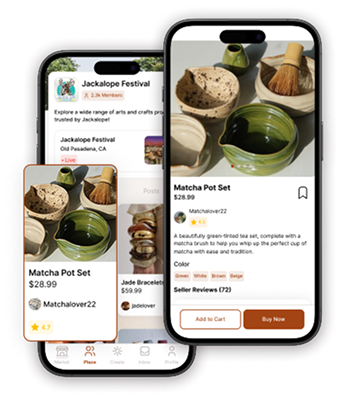 Jackalope Festival
2.3k Members
Explore a wide range of arts and crafts
trusted by Jackalope!
Jackalope Festival
Old Pasadena, CA
Live
Posts
Matcha Pot Set
$28.99
Matchalover22
4.7
Jade Bracelets
$59.99
jadelover
Market
Place
Create
Inbox
Profile
Matcha Pot Set
$28.99
Matchalover22
4.5
A beautifully green-tinted tea set, complete with a
matcha brush to help you whip up the perfect cup of
matcha with ease and tradition.
Color
Green White Brown Beige
Seller Reviews (72)
Add to Cart Buy Now